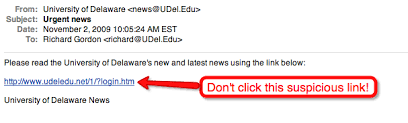 From: University of Delaware <news@UDel.Edu>
Subject: Urgent news
Date: November 2, 2009 10:05:24 AM EST
To: Richard Gordon <richard@UDel.Edu>
Please read the University of Delaware's new and latest news using the link below:
http://www.udeledu.net/1/?login.htm
Don't click this suspicious link!
University of Delaware News